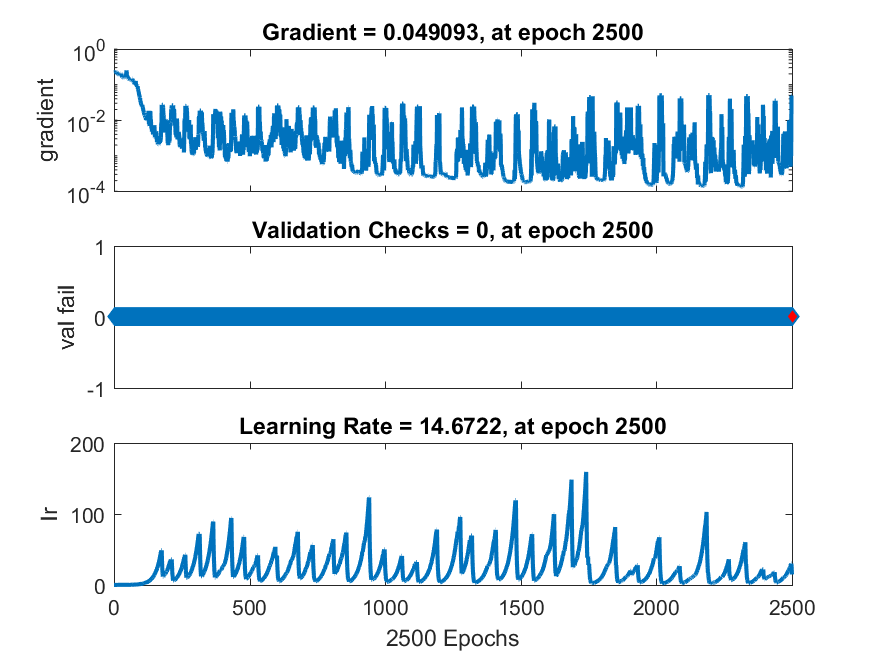 Gradient = 0.049093, at epoch 2500
10^0
10^-2
10^-4
gradient
Validation Checks = 0, at epoch 2500
1
0
-1
val fail
Learning Rate = 14.6722, at epoch 2500
200
100
0
lr
0 500 1000 1500 2000 2500
2500 Epochs